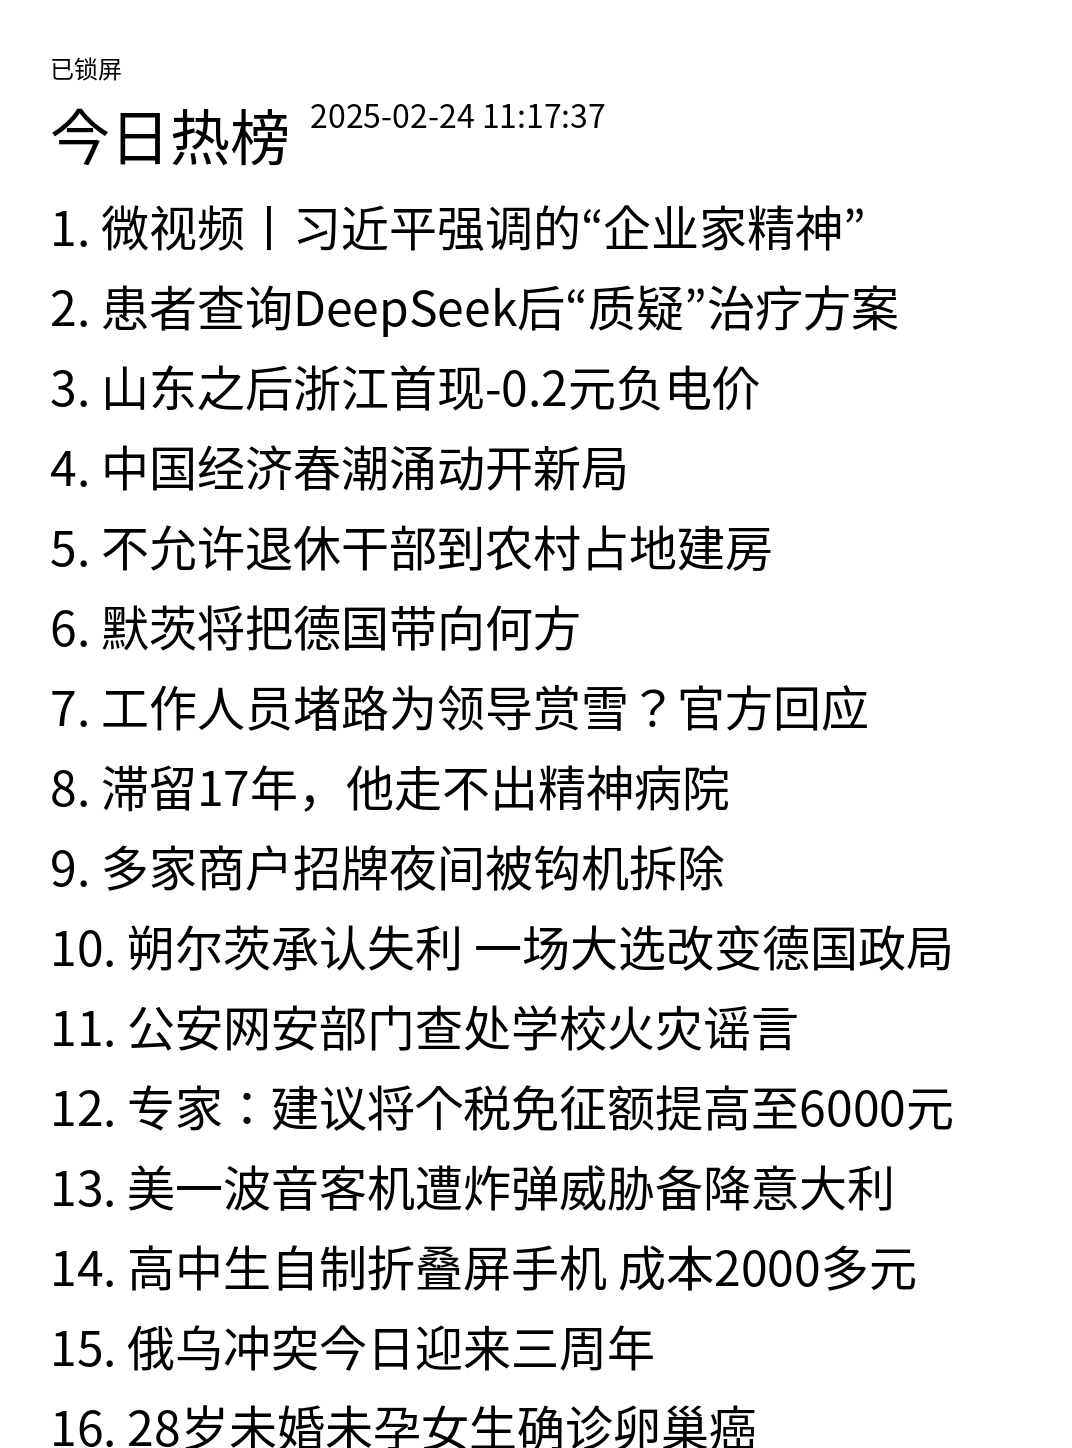 已锁屏
今日热榜 2025-02-24 11:17:37
1. 微视频丨习近平强调的“企业家精神”
2. 患者查询DeepSeek后“质疑”治疗方案
3. 山东之后浙江首现-0.2元负电价
4. 中国经济春潮涌动开新局
5. 不允许退休干部到农村占地建房
6. 默茨将把德国带向何方
7. 工作人员堵路为领导赏雪？官方回应
8. 滞留17年，他走不出精神病院
9. 多家商户招牌夜间被钩机拆除
10. 朔尔茨承认失利 一场大选改变德国政局
11. 公安网安部门查处学校火灾谣言
12. 专家：建议将个税免征额提高至6000元
13. 美一波音客机遭炸弹威胁备降意大利
14. 高中生自制折叠屏手机 成本2000多元
15. 俄乌冲突今日迎来三周年
16. 28岁未婚未孕女生确诊卵巢癌